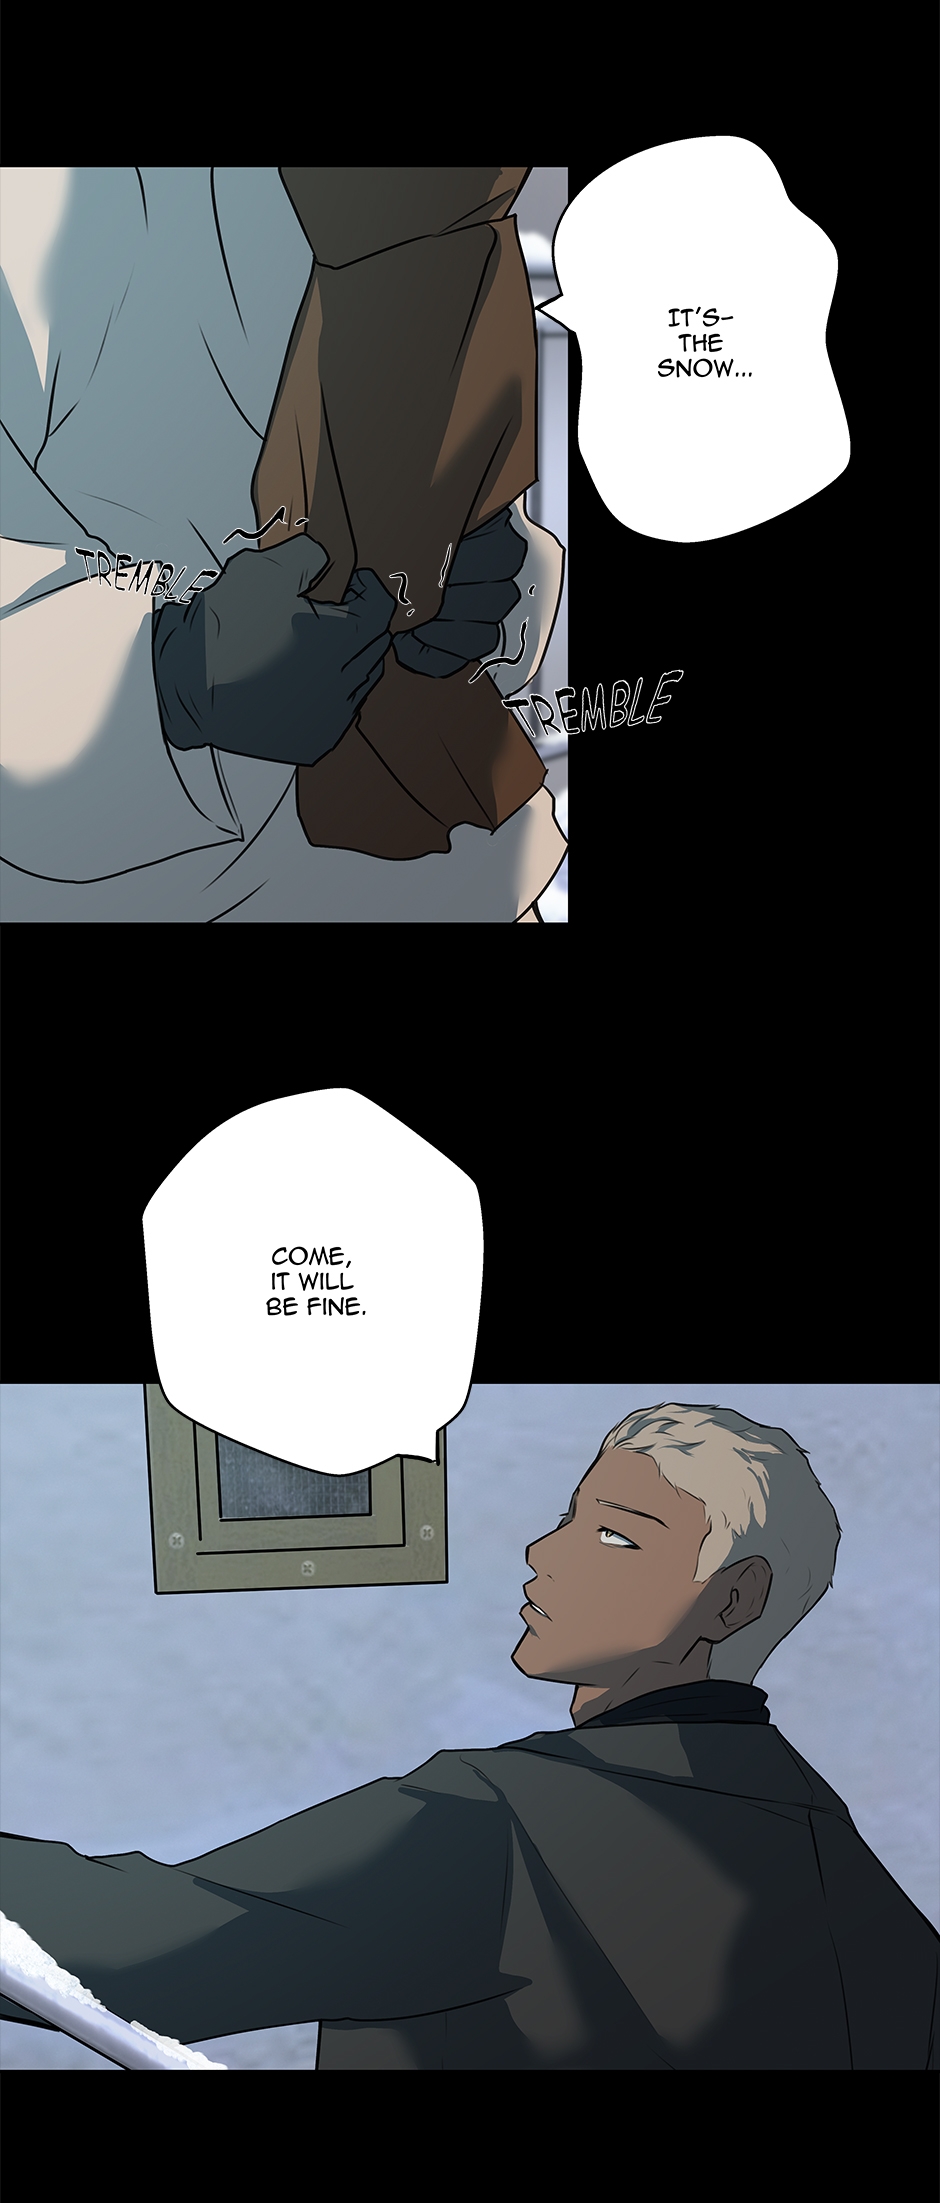 IT'S-
THE
SNOW...
TREMBLE
TREMBLE
COME,
IT WILL
BE FINE.